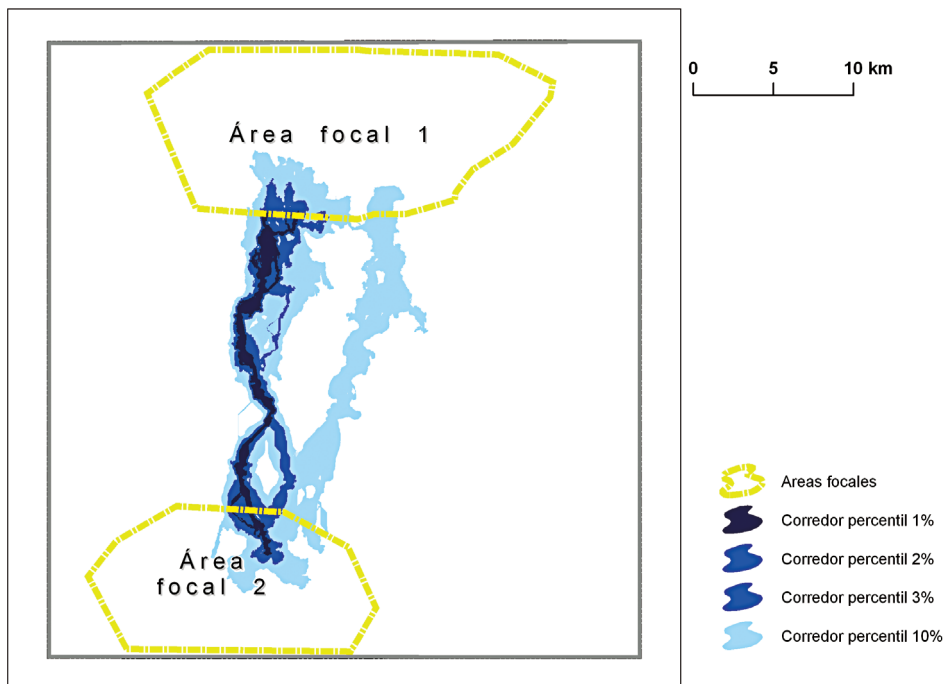 0 5 10 km
Área focal 1
Área
focal 2
Areas focales
Corredor percentil 1%
Corredor percentil 2%
Corredor percentil 3%
Corredor percentil 10%